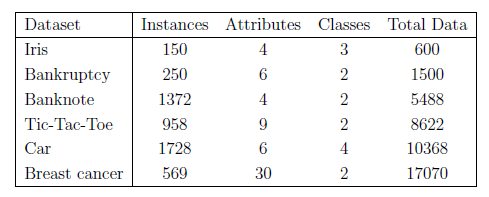 Dataset Instances Attributes Classes Total Data
Iris 150 4 3 600
Bankruptcy 250 6 2 1500
Banknote 1372 4 2 5488
Tic-Tac-Toe 958 9 2 8622
Car 1728 6 4 10368
Breast cancer 569 30 2 17070